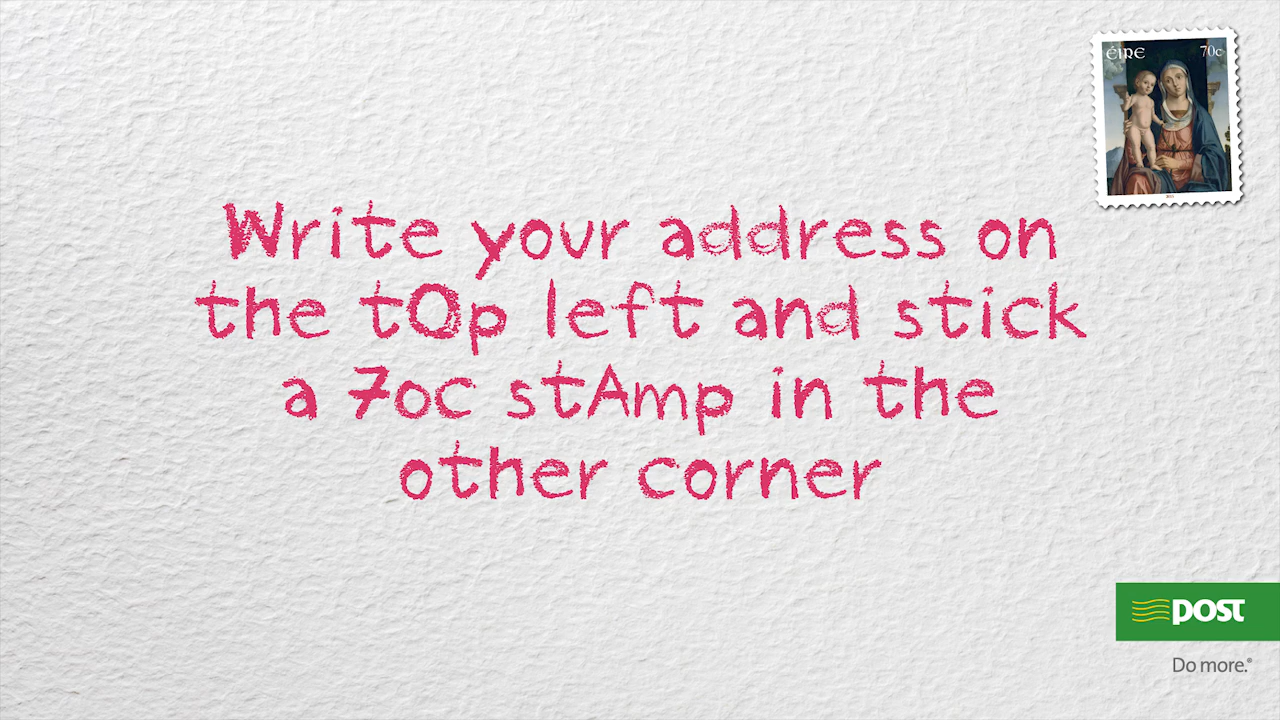 ÉIRE 70c
Write your address on
the tOp left and stick
a 7oc stAmp in the
other corner
post
Do more.®